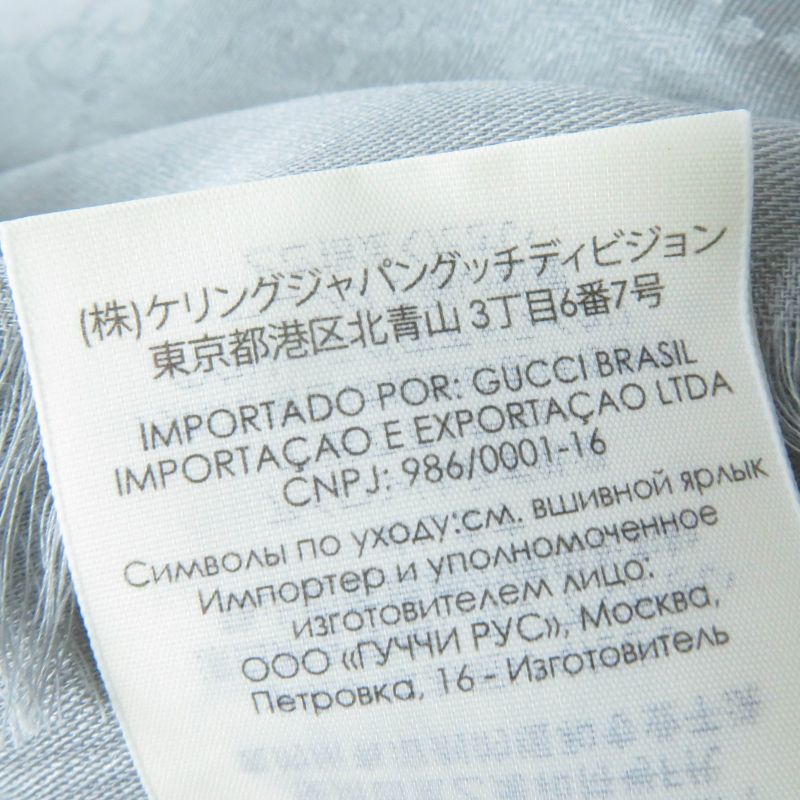 (株)ケリングジャパングッチディビジョン
東京都港区北青山 3丁目6番7号
IMPORTADO POR: GUCCI BRASIL
IMPORTAÇAO E EXPORTAÇAO LTDA
CNPJ: 986/0001-16
Символы по уходу:см. вшивной ярлык
Импортер и уполномоченное
изготовителем лицо:
ООО «ГУЧЧИ РУС», Москва,
Петровка, 16 - Изготовитель